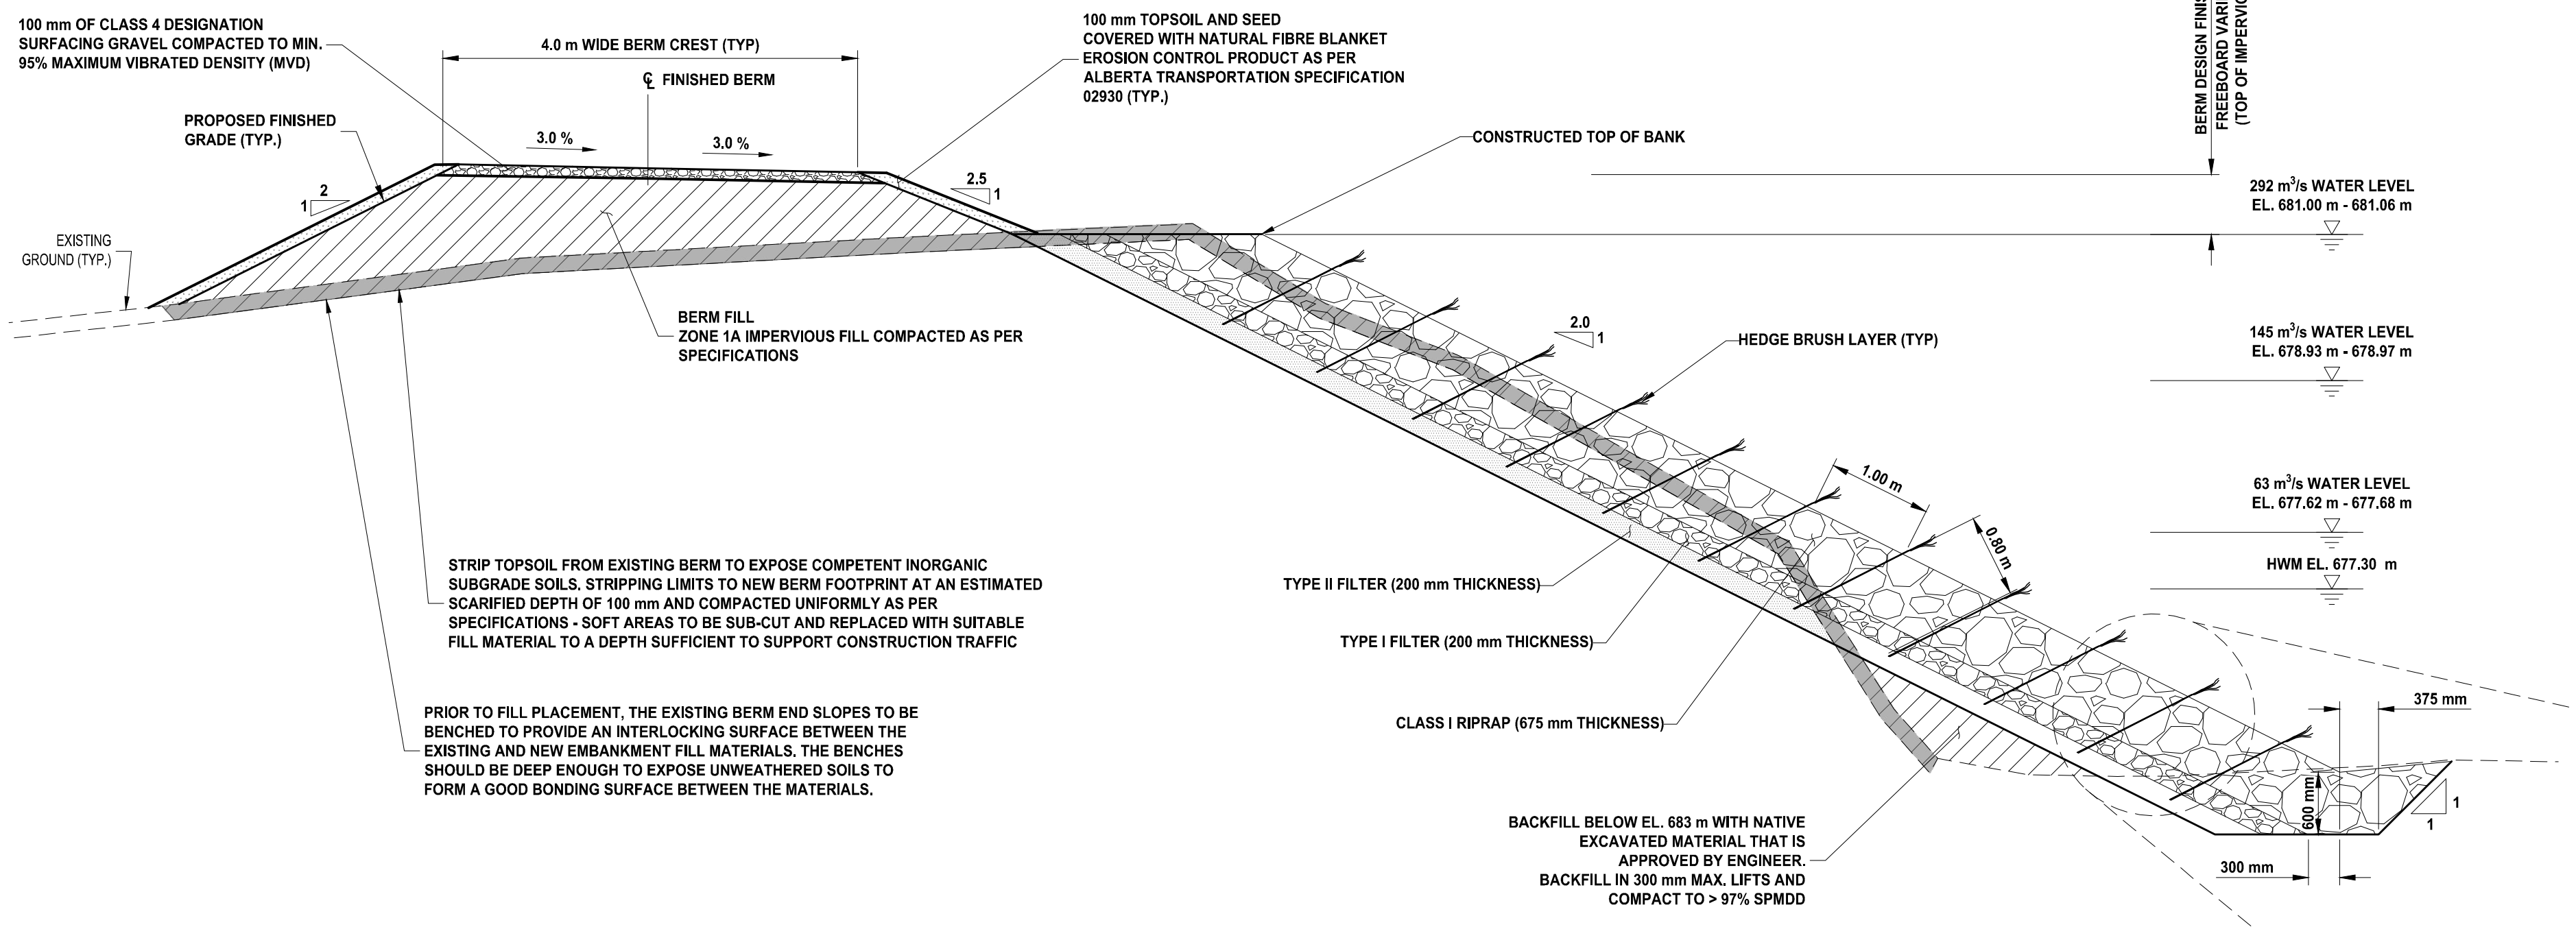 100 mm OF CLASS 4 DESIGNATION
SURFACING GRAVEL COMPACTED TO MIN.
95% MAXIMUM VIBRATED DENSITY (MVD)
4.0 m WIDE BERM CREST (TYP)
℄ FINISHED BERM
100 mm TOPSOIL AND SEED
COVERED WITH NATURAL FIBRE BLANKET
EROSION CONTROL PRODUCT AS PER
ALBERTA TRANSPORTATION SPECIFICATION
02930 (TYP.)
PROPOSED FINISHED
GRADE (TYP.)
3.0 %
3.0 %
CONSTRUCTED TOP OF BANK
BERM DESIGN FINIS
FREEBOARD VARI
(TOP OF IMPERVIO
2
1
2.5
1
EXISTING
GROUND (TYP.)
292 m³/s WATER LEVEL
EL. 681.00 m - 681.06 m
BERM FILL
ZONE 1A IMPERVIOUS FILL COMPACTED AS PER
SPECIFICATIONS
2.0
1
HEDGE BRUSH LAYER (TYP)
145 m³/s WATER LEVEL
EL. 678.93 m - 678.97 m
1.00 m
0.80 m
63 m³/s WATER LEVEL
EL. 677.62 m - 677.68 m
HWM EL. 677.30 m
STRIP TOPSOIL FROM EXISTING BERM TO EXPOSE COMPETENT INORGANIC
SUBGRADE SOILS. STRIPPING LIMITS TO NEW BERM FOOTPRINT AT AN ESTIMATED
SCARIFIED DEPTH OF 100 mm AND COMPACTED UNIFORMLY AS PER
SPECIFICATIONS - SOFT AREAS TO BE SUB-CUT AND REPLACED WITH SUITABLE
FILL MATERIAL TO A DEPTH SUFFICIENT TO SUPPORT CONSTRUCTION TRAFFIC
TYPE II FILTER (200 mm THICKNESS)
TYPE I FILTER (200 mm THICKNESS)
CLASS I RIPRAP (675 mm THICKNESS)
PRIOR TO FILL PLACEMENT, THE EXISTING BERM END SLOPES TO BE
BENCHED TO PROVIDE AN INTERLOCKING SURFACE BETWEEN THE
EXISTING AND NEW EMBANKMENT FILL MATERIALS. THE BENCHES
SHOULD BE DEEP ENOUGH TO EXPOSE UNWEATHERED SOILS TO
FORM A GOOD BONDING SURFACE BETWEEN THE MATERIALS.
375 mm
600 mm
1
1
300 mm
BACKFILL BELOW EL. 683 m WITH NATIVE
EXCAVATED MATERIAL THAT IS
APPROVED BY ENGINEER.
BACKFILL IN 300 mm MAX. LIFTS AND
COMPACT TO > 97% SPMDD